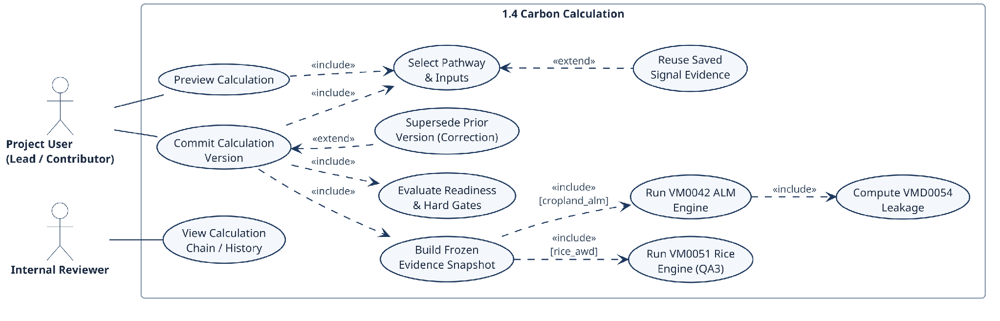 1.4 Carbon Calculation
Project User
(Lead / Contributor)
Internal Reviewer
Preview Calculation
Commit Calculation
Version
View Calculation
Chain / History
«include»
«include»
«extend»
«include»
«include»
Select Pathway
& Inputs
Supersede Prior
Version (Correction)
Evaluate Readiness
& Hard Gates
Build Frozen
Evidence Snapshot
«extend»
«include»
[cropland_alm]
«include»
[rice_awd]
Reuse Saved
Signal Evidence
Run VM0042 ALM
Engine
Run VM0051 Rice
Engine (QA3)
«include»
Compute VMD0054
Leakage